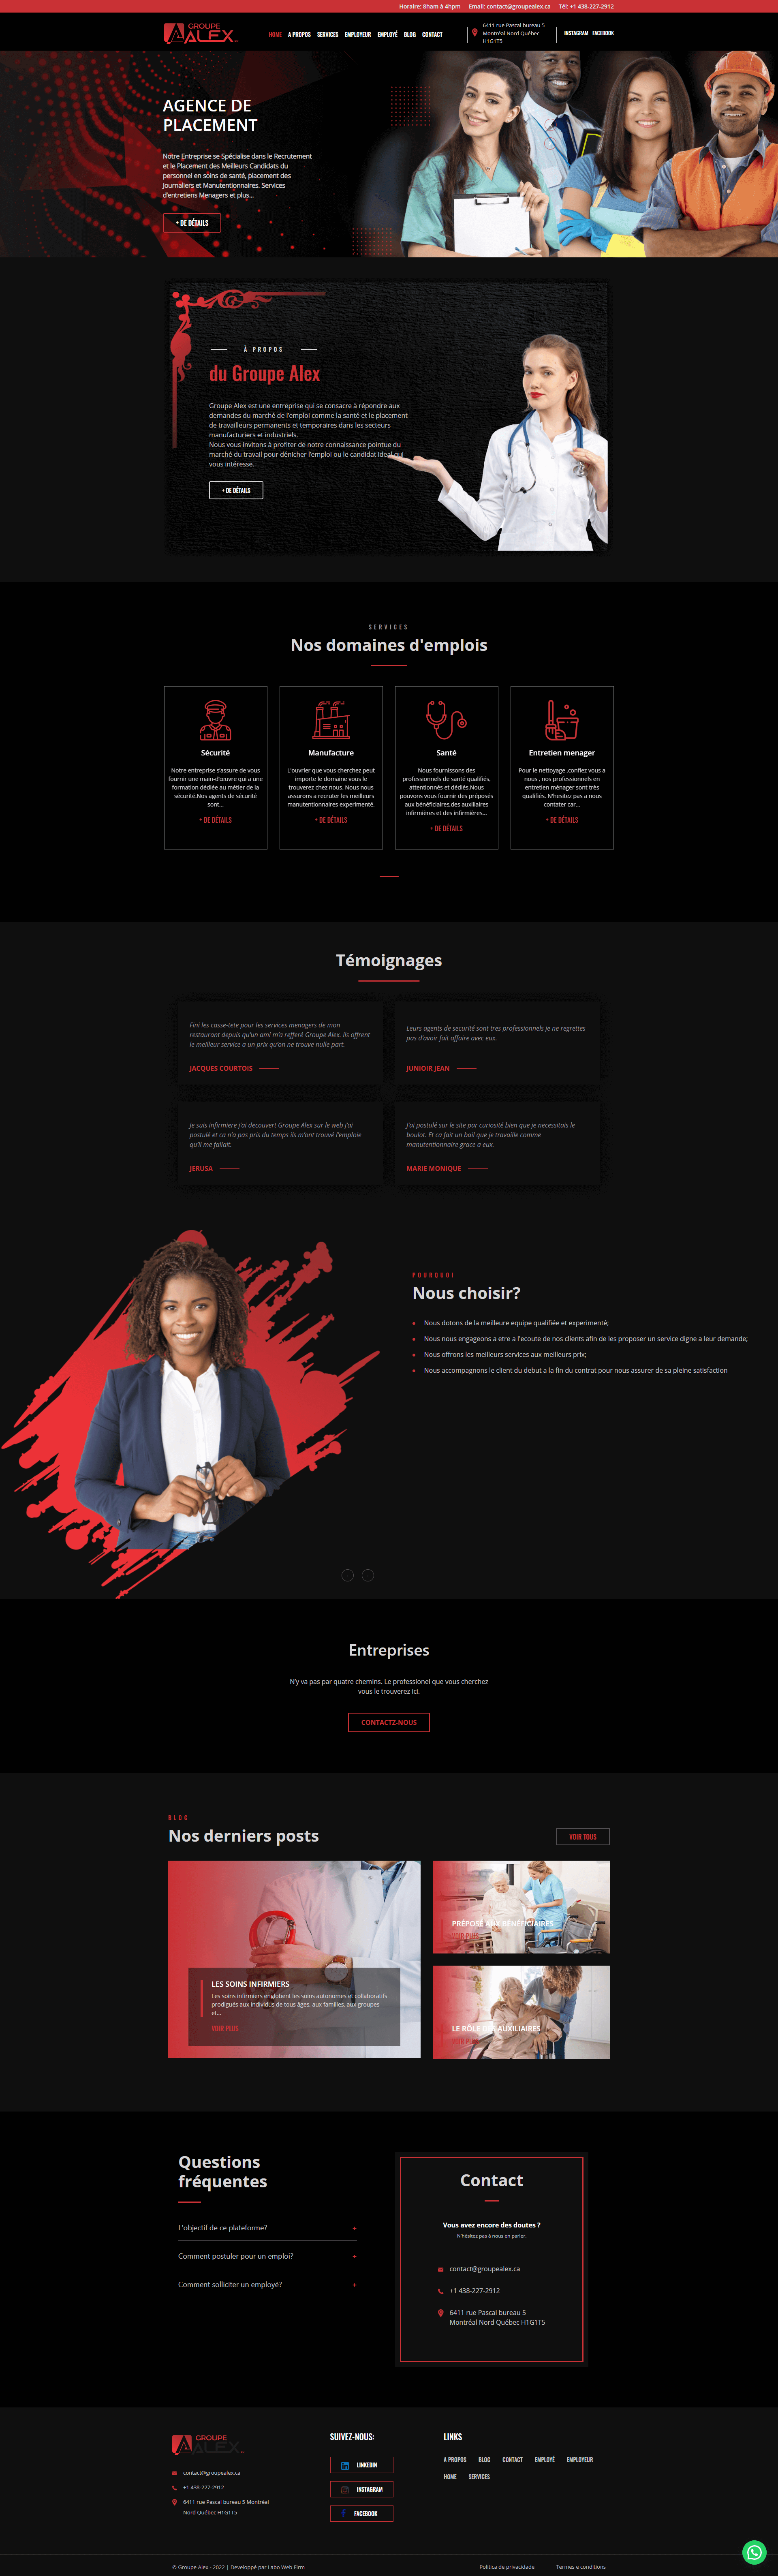 Horaire: 8ham à 4hpm Email: contact@groupealex.ca Tél: +1 438-227-2912
GROUPE
ALEX
HOME A PROPOS SERVICES EMPLOYEUR EMPLOYÉ BLOG CONTACT
6411 rue Pascal bureau 5
Montréal Nord Québec
H1G1T5
INSTAGRAM FACEBOOK
AGENCE DE
PLACEMENT
Notre Entreprise se Spécialise dans le Recrutement
et le Placement des Meilleurs Candidats du
personnel en soins de santé, placement des
Journaliers et Manutentionnaires. Services
d'entretiens Menagers et plus...
+ DE DÉTAILS
À PROPOS
du Groupe Alex
Groupe Alex est une entreprise qui se consacre à répondre aux
demandes du marché de l'emploi comme la santé et le placement
de travailleurs permanents et temporaires dans les secteurs
manufacturiers et industriels.
Nous vous invitons à profiter de notre connaissance pointue du
marché du travail pour dénicher l'emploi ou le candidat ideal qui
vous intéresse.
+ DE DÉTAILS
SERVICES
Nos domaines d'emplois
Sécurité
Notre entreprise s'assure de vous
fournir une main-d'œuvre qui a une
formation dédiée au métier de la
sécurité.Nos agents de sécurité
sont...
+ DE DÉTAILS
Manufacture
L'ouvrier que vous cherchez peut
importe le domaine vous le
trouverez chez nous. Nous nous
assurons a recruter les meilleurs
manutentionnaires experimenté.
+ DE DÉTAILS
Santé
Nous fournissons des
professionnels de santé qualifiés,
attentionnés et dédiés.Nous
pouvons vous fournir des préposés
aux bénéficiaires,des auxiliaires
infirmières et des infirmières...
+ DE DÉTAILS
Entretien menager
Pour le nettoyage ,confiez vous a
nous , nos professionnels en
entretien ménager sont très
qualifiés. N'hesitez pas a nous
contater car...
+ DE DÉTAILS
Témoignages
Fini les casse-tete pour les services menagers de mon
restaurant depuis qu'un ami m'a refferé Groupe Alex. Ils offrent
le meilleur service a un prix qu'on ne trouve nulle part.
JACQUES COURTOIS
Leurs agents de securité sont tres professionnels je ne regrettes
pas d'avoir fait affaire avec eux.
JUNIOIR JEAN
Je suis infirmiere j'ai decouvert Groupe Alex sur le web j'ai
postulé et ca n'a pas pris du temps ils m'ont trouvé l'emploie
qu'il me fallait.
JERUSA
J'ai postulé sur le site par curiosité bien que je necessitais le
boulot. Et ca fait un bail que je travaille comme
manutentionnaire grace a eux.
MARIE MONIQUE
POURQUOI
Nous choisir?
Nous dotons de la meilleure equipe qualifiée et experimenté;
Nous nous engageons a etre a l'ecoute de nos clients afin de les proposer un service digne a leur demande;
Nous offrons les meilleurs services aux meilleurs prix;
Nous accompagnons le client du debut a la fin du contrat pour nous assurer de sa pleine satisfaction
Entreprises
N'y va pas par quatre chemins. Le professionel que vous cherchez
vous le trouverez ici.
CONTACTZ-NOUS
BLOG
Nos derniers posts
VOIR TOUS
LES SOINS INFIRMIERS
Les soins infirmiers englobent les soins autonomes et collaboratifs
prodigués aux individus de tous âges, aux familles, aux groupes
et...
VOIR PLUS
PRÉPOSÉ AUX BÉNÉFICIAIRES
VOIR PLUS
LE RÔLE DES AUXILIAIRES
VOIR PLUS
Questions
fréquentes
L'objectif de ce plateforme? +
Comment postuler pour un emploi? +
Comment solliciter un employé? +
Contact
Vous avez encore des doutes ?
N'hésitez pas à nous en parler.
contact@groupealex.ca
+1 438-227-2912
6411 rue Pascal bureau 5
Montréal Nord Québec H1G1T5
GROUPE
ALEX
contact@groupealex.ca
+1 438-227-2912
6411 rue Pascal bureau 5 Montréal
Nord Québec H1G1T5
SUIVEZ-NOUS:
LINKEDIN
INSTAGRAM
FACEBOOK
LINKS
A PROPOS BLOG CONTACT EMPLOYÉ EMPLOYEUR
HOME SERVICES
© Groupe Alex - 2022 | Developpé par Labo Web Firm
Politica de privacidade Termes e conditions